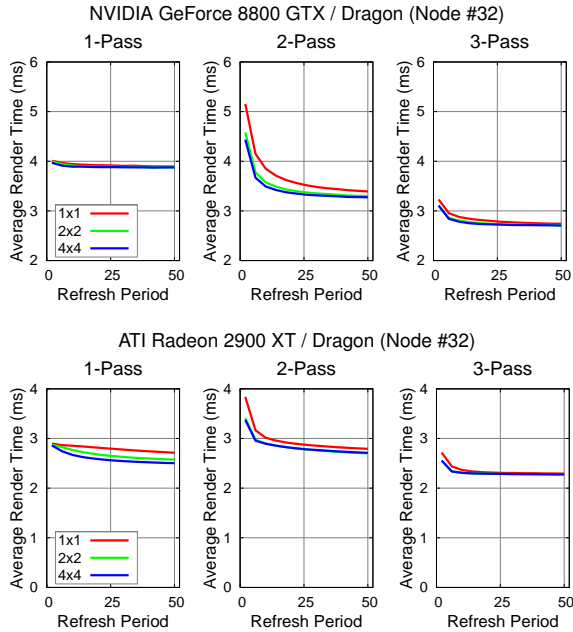 NVIDIA GeForce 8800 GTX / Dragon (Node #32)
1-Pass
2-Pass
3-Pass
Average Render Time (ms)
6
5
4
3
2
1x1
2x2
4x4
0
25
50
Refresh Period
Average Render Time (ms)
6
5
4
3
2
0
25
50
Refresh Period
Average Render Time (ms)
6
5
4
3
2
0
25
50
Refresh Period
ATI Radeon 2900 XT / Dragon (Node #32)
1-Pass
2-Pass
3-Pass
Average Render Time (ms)
4
3
2
1
0
1x1
2x2
4x4
0
25
50
Refresh Period
Average Render Time (ms)
4
3
2
1
0
0
25
50
Refresh Period
Average Render Time (ms)
4
3
2
1
0
0
25
50
Refresh Period